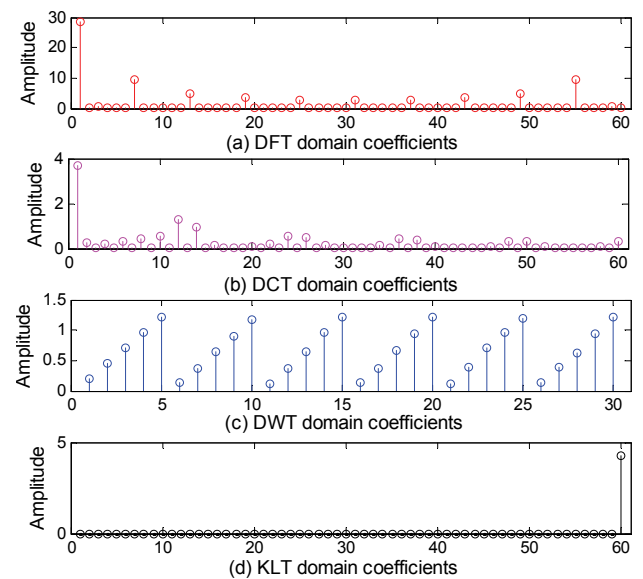 Amplitude
30
20
10
0
0 10 20 30 40 50 60
(a) DFT domain coefficients
Amplitude
4
2
0
0 10 20 30 40 50 60
(b) DCT domain coefficients
Amplitude
1.5
1
0.5
0
0 5 10 15 20 25 30
(c) DWT domain coefficients
Amplitude
5
0
0 10 20 30 40 50 60
(d) KLT domain coefficients